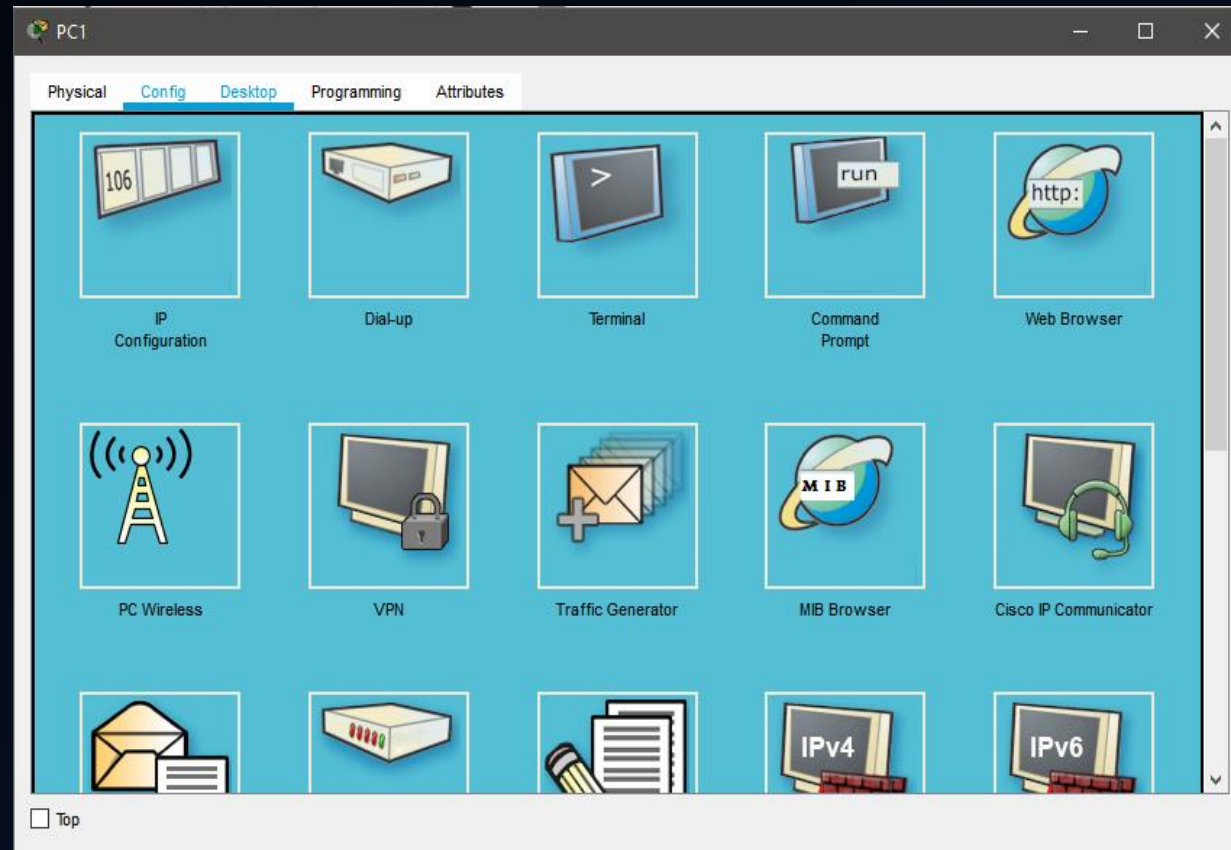 PC1
Physical Config Desktop Programming Attributes
106
>
run
http:
IP
Configuration
Dial-up
Terminal
Command
Prompt
Web Browser
MIB
PC Wireless
VPN
Traffic Generator
MIB Browser
Cisco IP Communicator
IPv4
IPv6
Top